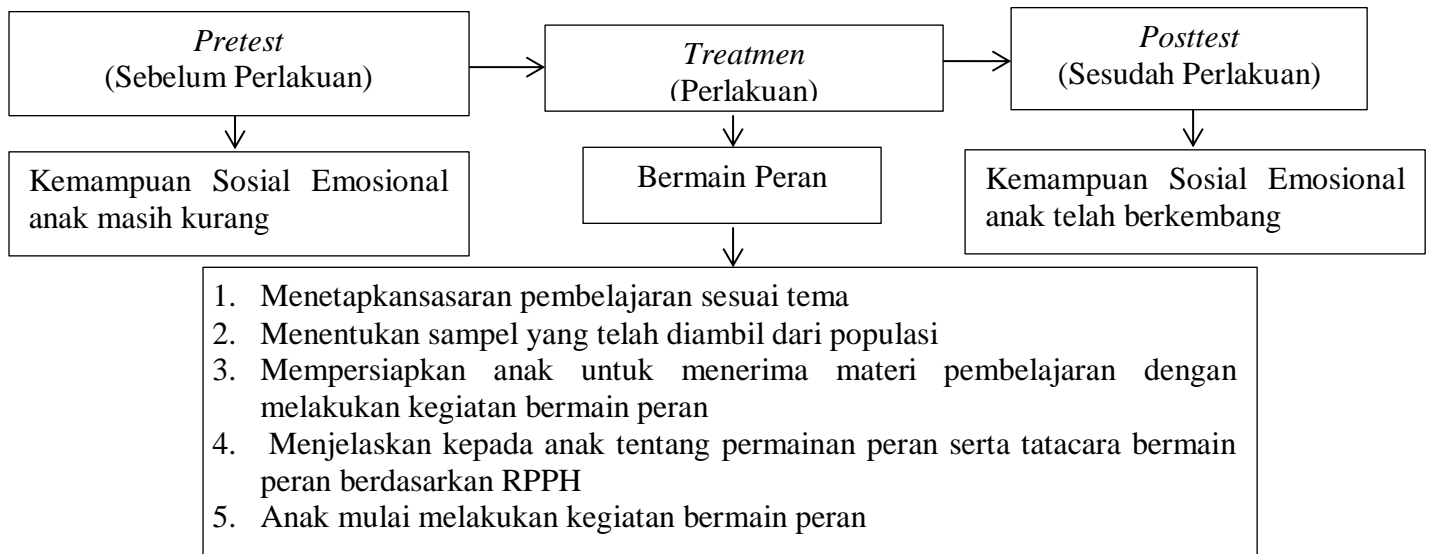 Pretest
(Sebelum Perlakuan)
Treatmen
(Perlakuan)
Posttest
(Sesudah Perlakuan)
Kemampuan Sosial Emosional
anak masih kurang
Bermain Peran
Kemampuan Sosial Emosional
anak telah berkembang
1. Menetapkansasaran pembelajaran sesuai tema
2. Menentukan sampel yang telah diambil dari populasi
3. Mempersiapkan anak untuk menerima materi pembelajaran dengan
melakukan kegiatan bermain peran
4. Menjelaskan kepada anak tentang permainan peran serta tatacara bermain
peran berdasarkan RPPH
5. Anak mulai melakukan kegiatan bermain peran